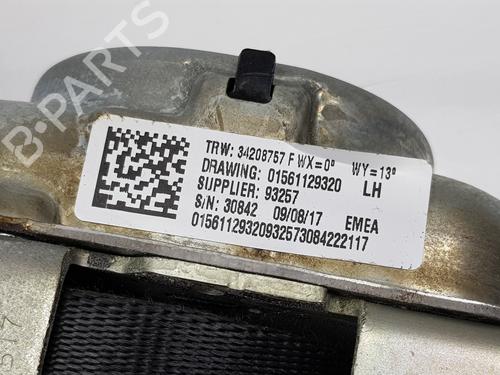 B-PARTS
TRW: 34208757 F WX=0° WY=13°
DRAWING: 01561129320 LH
SUPPLIER: 93257
S/N: 30842 09/08/17 EMEA
01561129320932573084222117